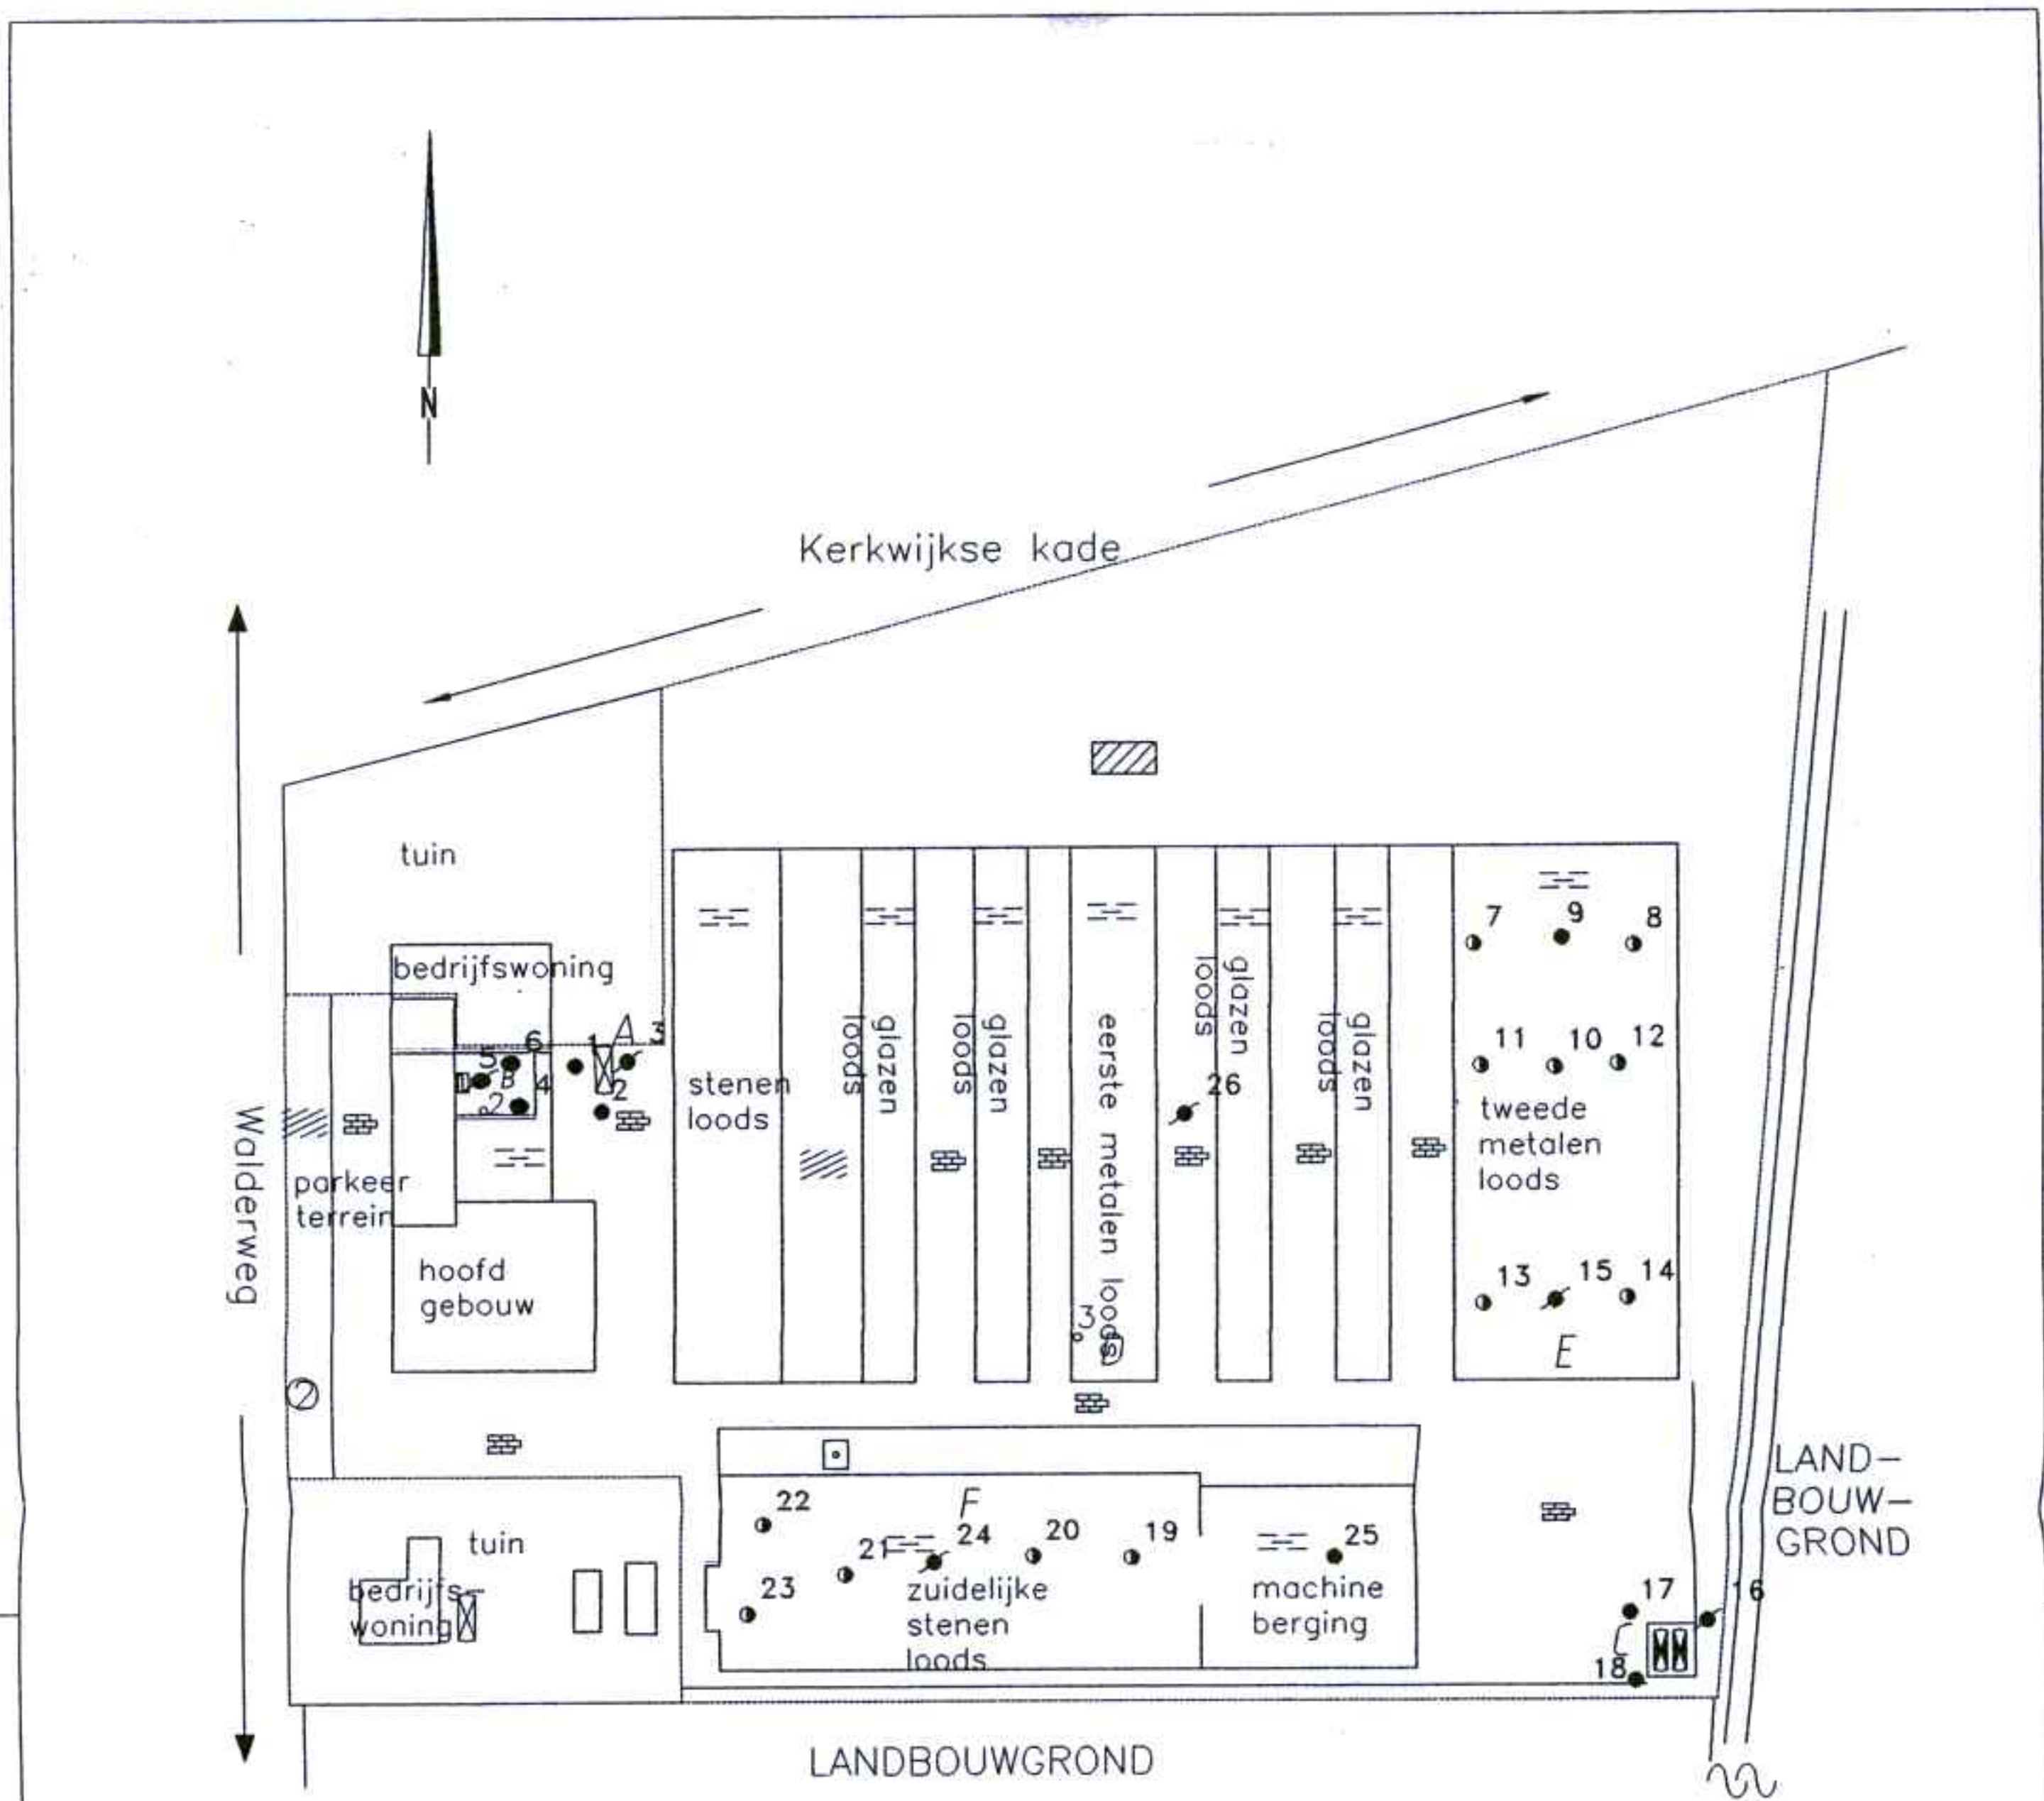 N
Kerkwijkse kade
tuin
bedrijfswoning
7
9
8
A
3
6
1
5
B
4
2
2
11
10
12
stenen
loods
glazen
loods
glazen
loods
eerste metalen loods
glazen
loods
26
glazen
loods
tweede
metalen
loods
Walderweg
parkeer
terrein
hoofd
gebouw
13
15
14
3
D
E
2
LAND-
BOUW-
GROND
22
F
21
24
20
19
25
tuin
bedrijfs-
woning
23
zuidelijke
stenen
loods
machine
berging
17
16
C
18
LANDBOUWGROND